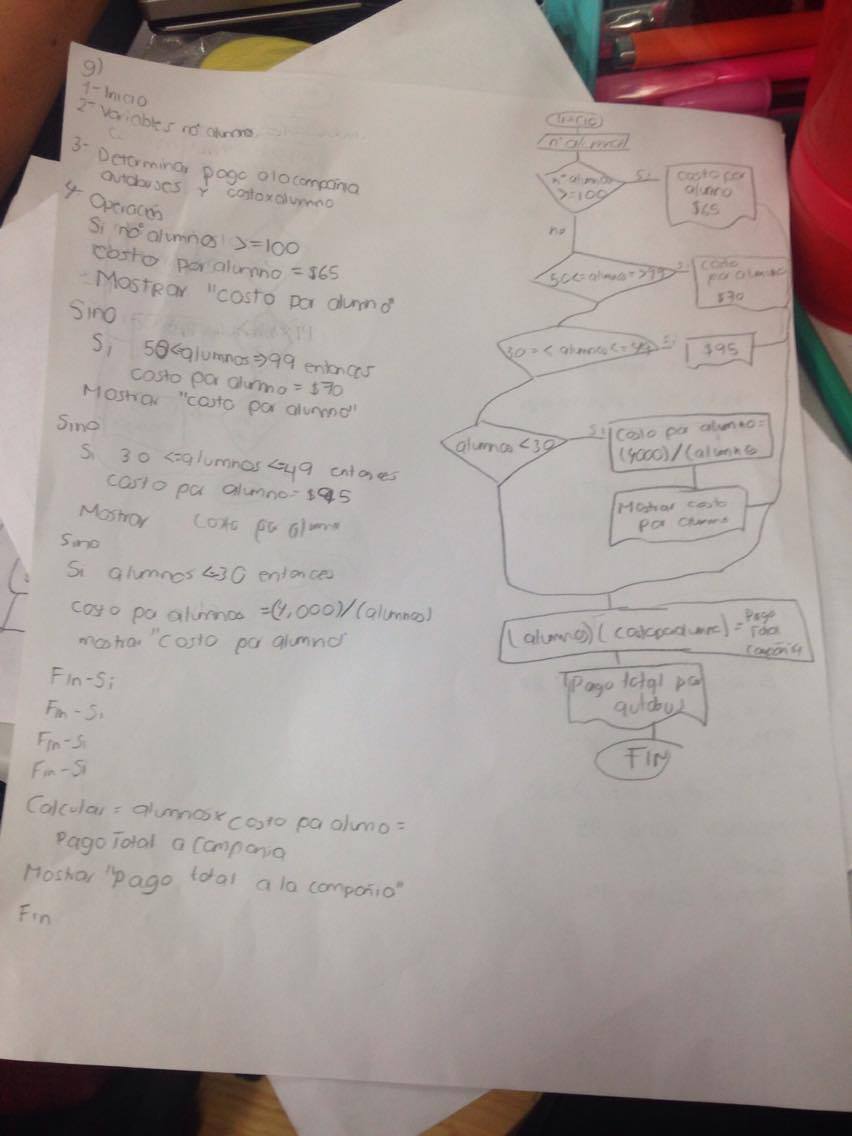 9)
1- Inicio
2- Variables no alumnos
3- Determinar pago a la compañia
autobuses y costo x alumno
4- Operación
Si no° alumnos >=100
Costo por alumno = $65
Mostrar "costo por alumno"
Sino
Si 50<=alumnos=>99 entonces
costo por alumno = $70
Mostrar "costo por alumno"
Sino
Si 30 <=alumnos<=49 entonces
costo por alumno= $95
Mostrar costo por alumno
Sino
Si alumnos <=30 entonces
costo por alumnos =(4,000)/(alumnos)
mostrar "costo por alumno
Fin-Si
Fin-Si
Fin-Si
Fin-Si
Calcular = alumnos x costo por alumno =
Pago Total a Compañia
Mostrar "pago total a la compañia"
Fin
Inicio
n° alumnos
n° alumnos
>=100
Si
costo por
alumno
$65
no
50<=alumnos=>99
Si
costo
por alumno
$70
30=< alumnos <=49
Si
$95
alumnos <30
Si
Costo por alumno=
(4000)/(alumnos
Mostrar costo
por alumno
(alumnos)(costoporalumno)= Pago
Total
Compañia
Pago total por
autobus
FIN